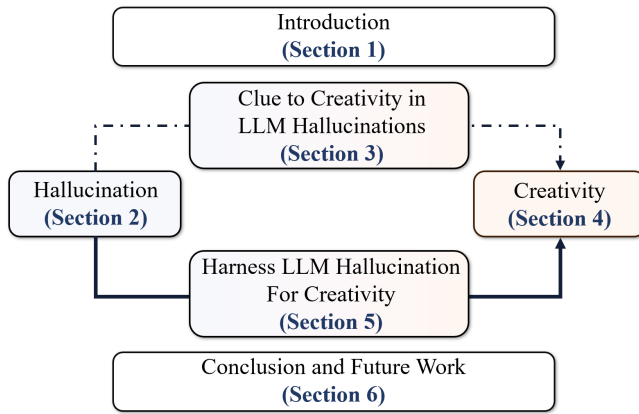 Introduction
(Section 1)
Clue to Creativity in
LLM Hallucinations
(Section 3)
Hallucination
(Section 2)
Creativity
(Section 4)
Harness LLM Hallucination
For Creativity
(Section 5)
Conclusion and Future Work
(Section 6)